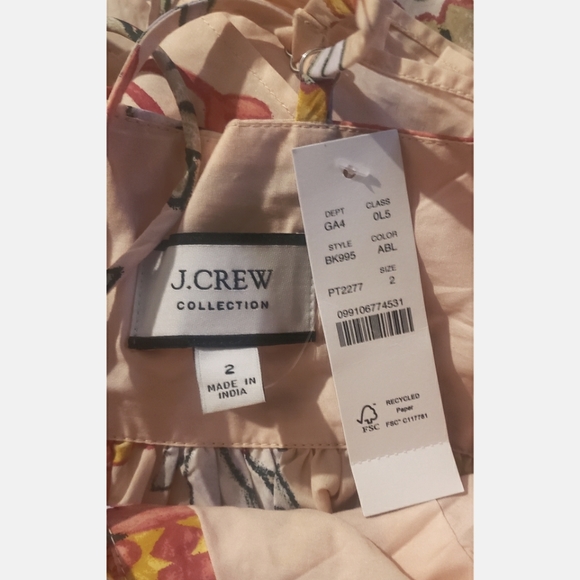 J.CREW
COLLECTION
2
MADE IN
INDIA
DEPT CLASS
GA4 0L5
STYLE COLOR
BK995 ABL
SIZE
PT2277 2
099106774531
RECYCLED
Paper
FSC FSC® C117781